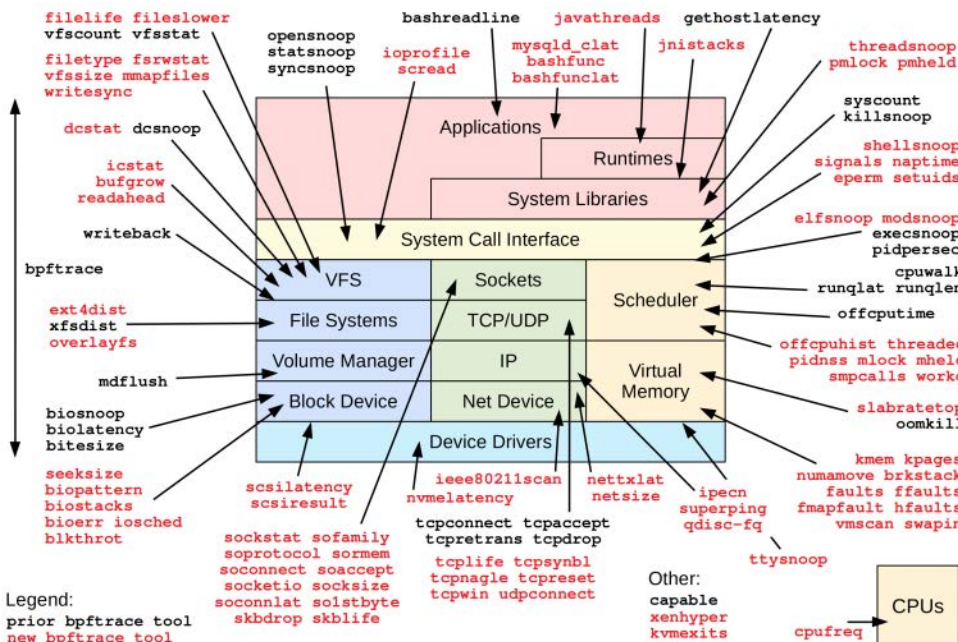 filelife fileslower
vfscount vfsstat
filetype fsrwstat
vfssize mmapfiles
writesync
opensnoop
statsnoop
syncsnoop
ioprofile
scread
bashreadline
mysqld_clat
bashfunc
bashfunclat
javathreads
jnistacks
gethostlatency
threadsnoop
pmlock pmheld
syscount
killsnoop
shellsnoop
signals naptime
eperm setuids
elfsnoop modsnoop
execsnoop
pidpersec
cpuwalk
runqlat runqlen
offcputime
offcpuhist threaded
pidnss mlock mheld
smpcalls workq
slabratetop
oomkill
kmem kpages
numamove brkstack
faults ffaults
fmapfault hfaults
vmscan swapin
dcstat dcsnoop
icstat
bufgrow
readahead
writeback
bpftrace
ext4dist
xfsdist
overlayfs
mdflush
biosnoop
biolatency
bitesize
seeksize
biopattern
biostacks
bioerr iosched
blkthrot
Applications
Runtimes
System Libraries
System Call Interface
VFS
Sockets
Scheduler
File Systems
TCP/UDP
Volume Manager
IP
Virtual
Memory
Block Device
Net Device
Device Drivers
scsilatency
scsiresult
nvmelatency
ieee80211scan
nettxlat
netsize
ipecn
superping
qdisc-fq
ttysnoop
sockstat sofamily
soprotocol sormem
soconnect soaccept
socketio socksize
soconnlat so1stbyte
skbdrop skblife
tcpconnect tcpaccept
tcpretrans tcpdrop
tcplife tcpsynbl
tcpnagle tcpreset
tcpwin udpconnect
Other:
capable
xenhyper
kvmexits
cpufreq
CPUs
Legend:
prior bpftrace tool
new bpftrace tool